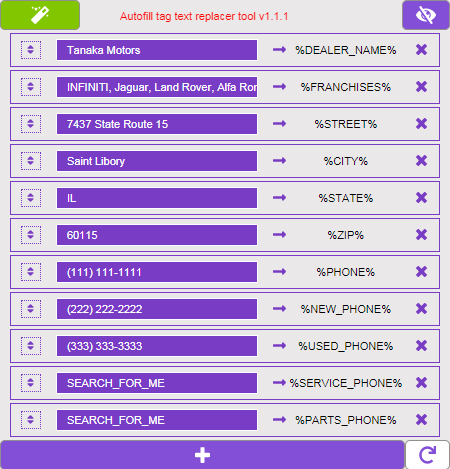 Autofill tag text replacer tool v1.1.1
Tanaka Motors %DEALER_NAME%
INFINITI, Jaguar, Land Rover, Alfa Ror %FRANCHISES%
7437 State Route 15 %STREET%
Saint Libory %CITY%
IL %STATE%
60115 %ZIP%
(111) 111-1111 %PHONE%
(222) 222-2222 %NEW_PHONE%
(333) 333-3333 %USED_PHONE%
SEARCH_FOR_ME %SERVICE_PHONE%
SEARCH_FOR_ME %PARTS_PHONE%